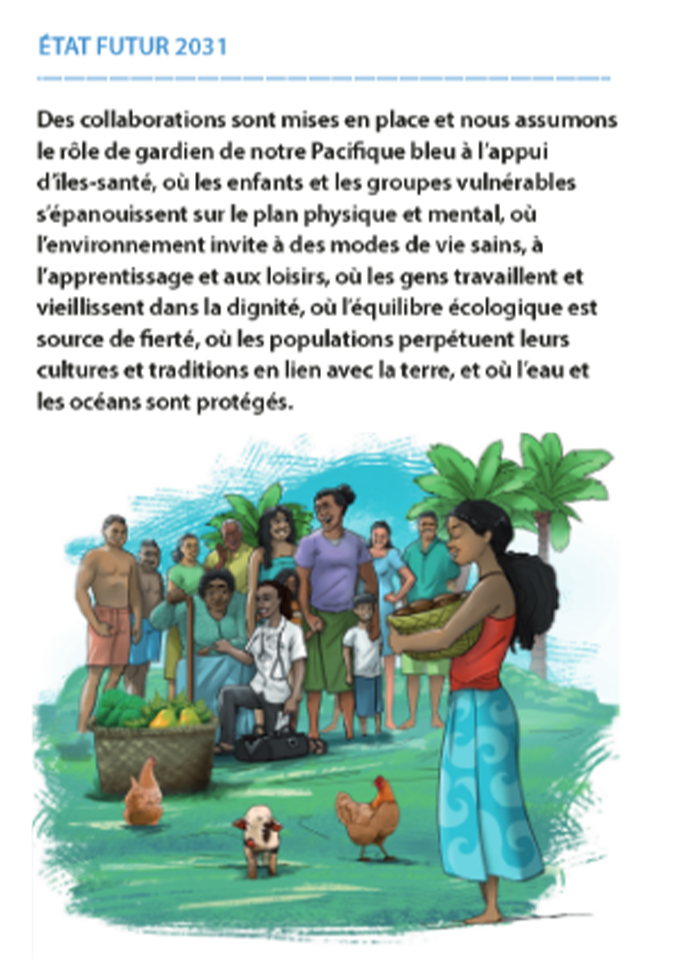 ÉTAT FUTUR 2031
Des collaborations sont mises en place et nous assumons
le rôle de gardien de notre Pacifique bleu à l'appui
d'îles-santé, où les enfants et les groupes vulnérables
s'épanouissent sur le plan physique et mental, où
l'environnement invite à des modes de vie sains, à
l'apprentissage et aux loisirs, où les gens travaillent et
vieillissent dans la dignité, où l'équilibre écologique est
source de fierté, où les populations perpétuent leurs
cultures et traditions en lien avec la terre, et où l'eau et
les océans sont protégés.